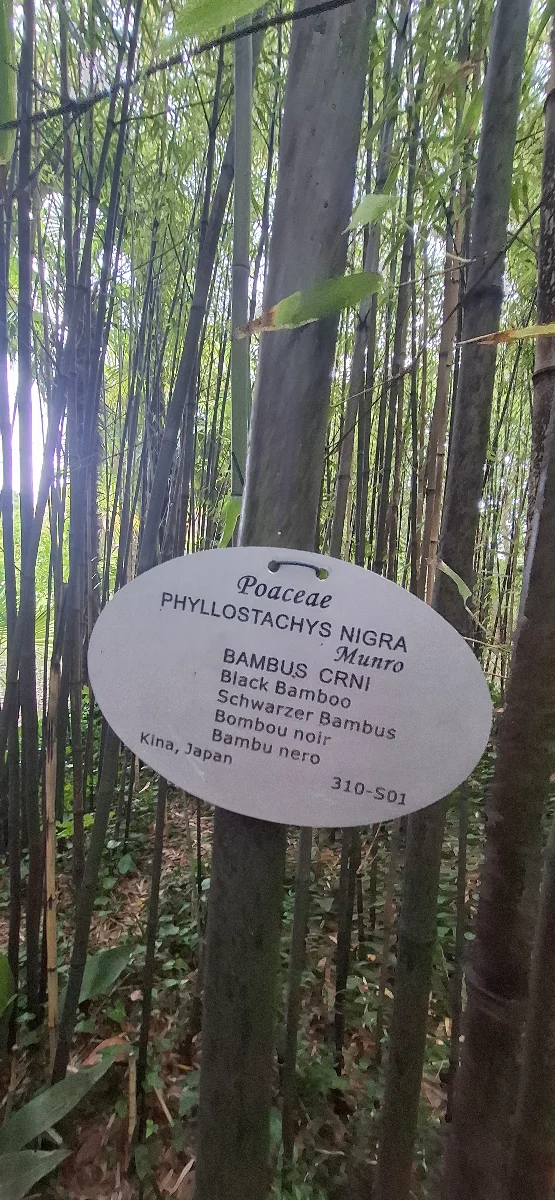 Poaceae
PHYLLOSTACHYS NIGRA
Munro
BAMBUS CRNI
Black Bamboo
Schwarzer Bambus
Bombou noir
Bambu nero
Kina, Japan
310-S01